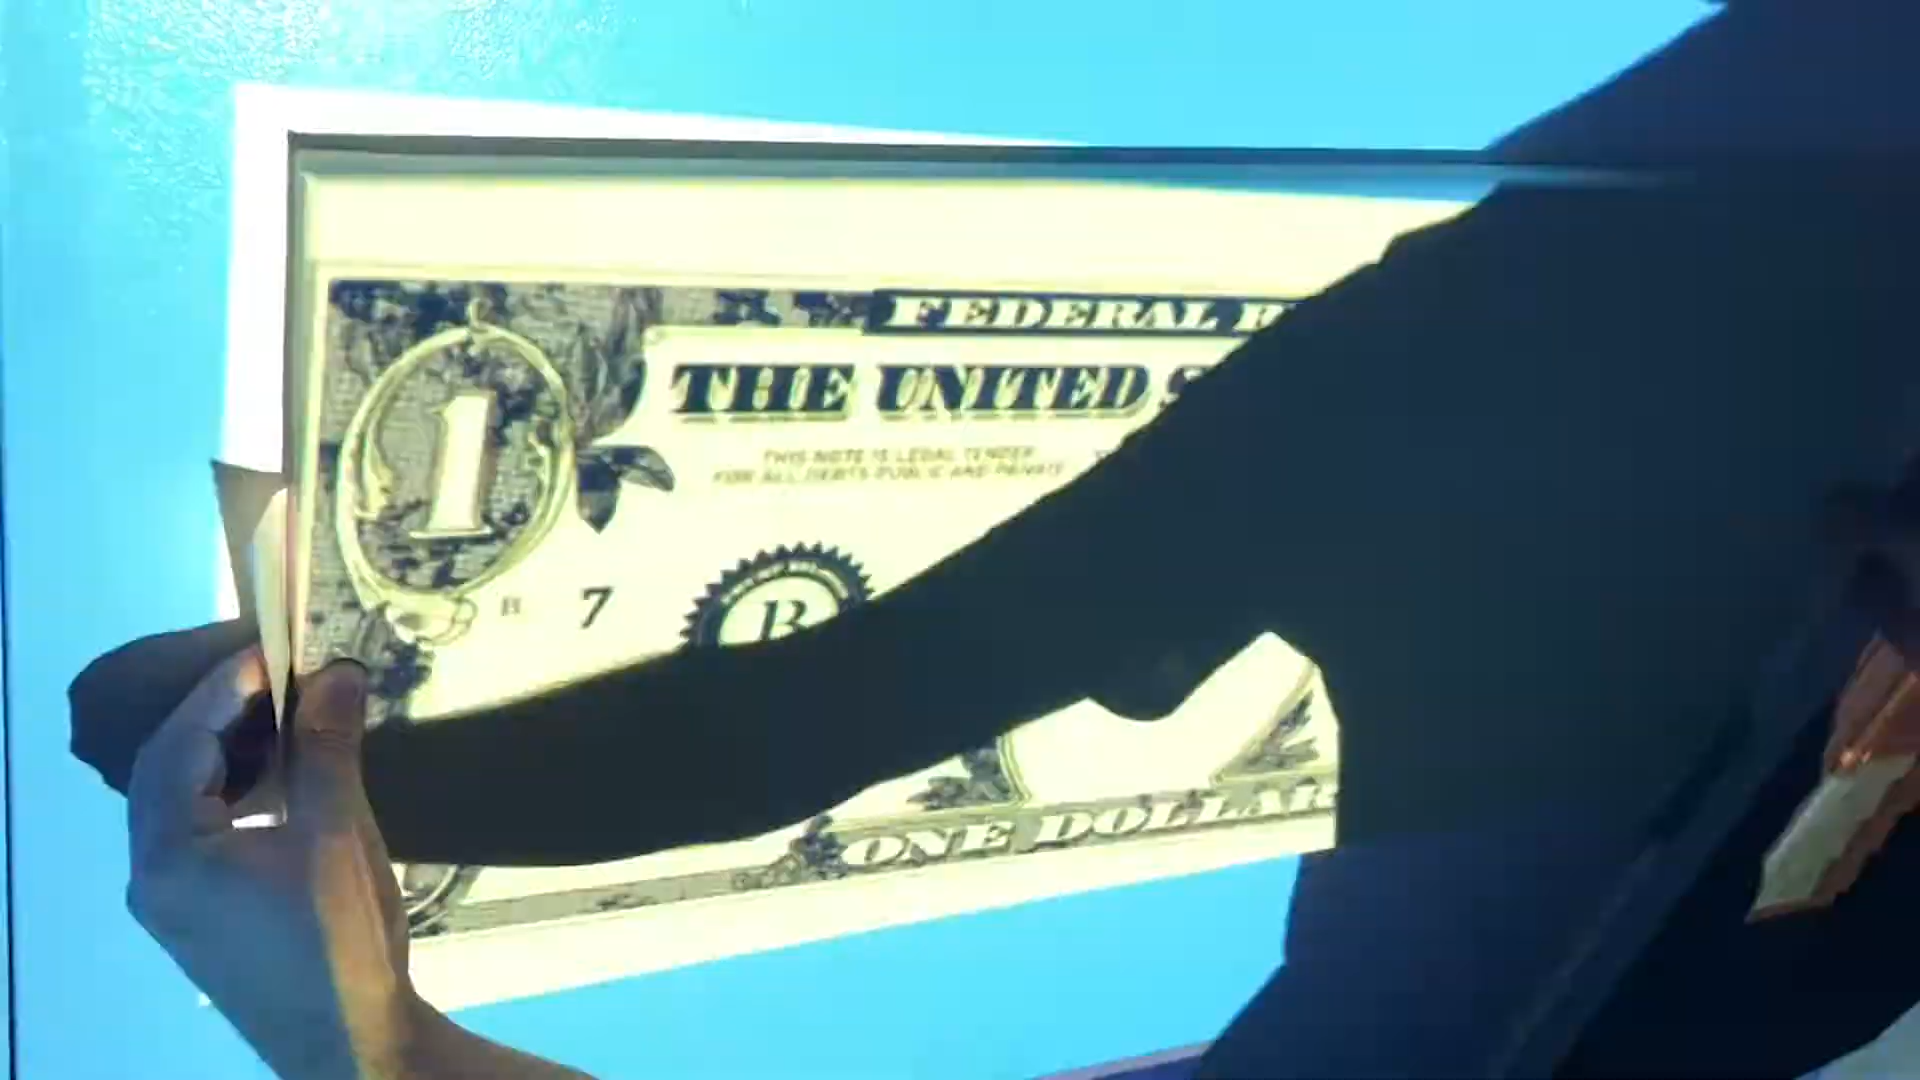 FEDERAL
THE UNITED
THIS NOTE IS LEGAL TENDER
FOR ALL DEBTS PUBLIC AND PRIVATE
1
B 7
B
ONE DOLLAR